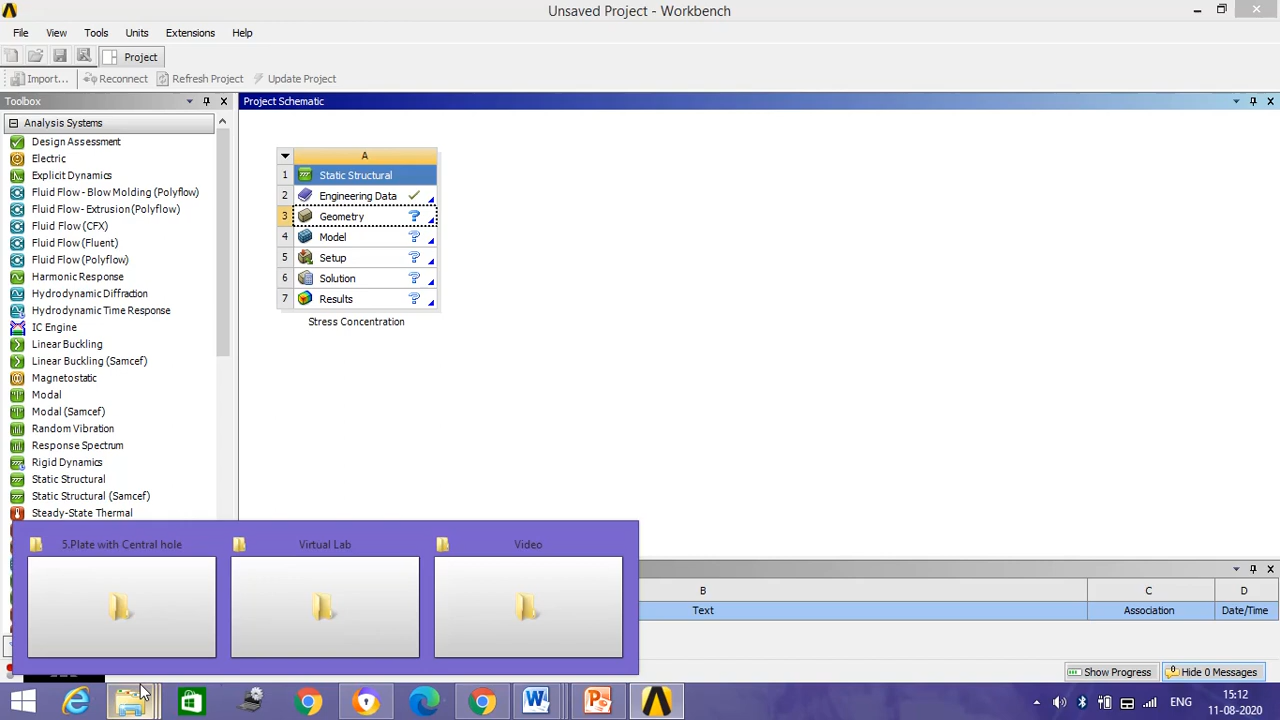 Unsaved Project - Workbench
File View Tools Units Extensions Help
Project
Import... Reconnect Refresh Project Update Project
Toolbox
Project Schematic
Analysis Systems
Design Assessment
Electric
Explicit Dynamics
Fluid Flow - Blow Molding (Polyflow)
Fluid Flow- Extrusion (Polyflow)
Fluid Flow (CFX)
Fluid Flow (Fluent)
Fluid Flow (Polyflow)
Harmonic Response
Hydrodynamic Diffraction
Hydrodynamic Time Response
IC Engine
Linear Buckling
Linear Buckling (Samcef)
Magnetostatic
Modal
Modal (Samcef)
Random Vibration
Response Spectrum
Rigid Dynamics
Static Structural
Static Structural (Samcef)
Steady-State Thermal
A
1 Static Structural
2 Engineering Data
3 Geometry ?
4 Model ?
5 Setup ?
6 Solution ?
7 Results ?
Stress Concentration
5.Plate with Central hole
Virtual Lab
Video
B C D
Text Association Date/Time
Show Progress Hide 0 Messages
ENG
15:12
11-08-2020